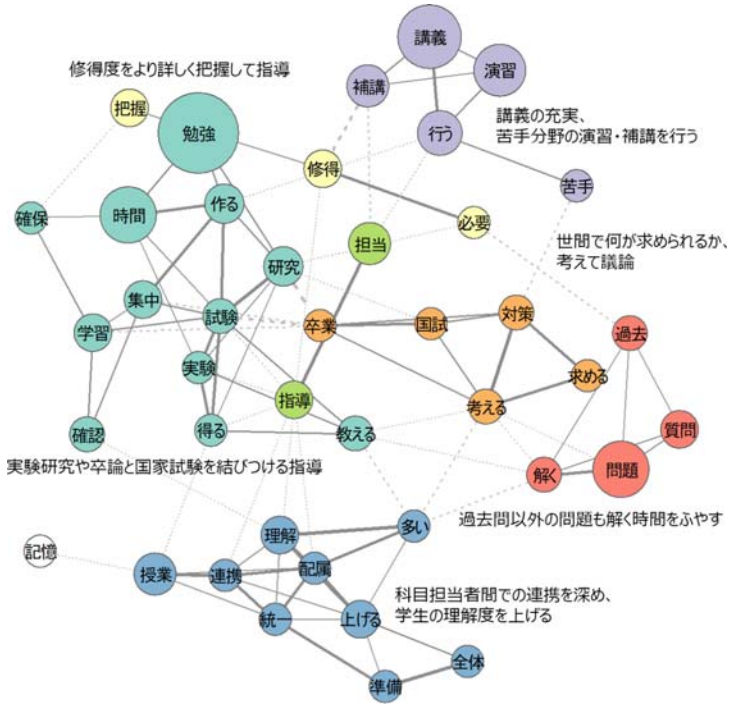 講義
演習
補講
修得度をより詳しく把握して指導
把握
勉強
行う
講義の充実、
苦手分野の演習・補講を行う
修得
苦手
時間
作る
確保
必要
担当
世間で何が求められるか、
考えて議論
研究
集中
学習
試験
卒業
国試
対策
過去
実験
求める
指導
考える
確認
得る
教える
質問
実験研究や卒論と国家試験を結びつける指導
解く
問題
過去問以外の問題も解く時間をふやす
多い
理解
記憶
授業
連携
配属
科目担当者間での連携を深め、
学生の理解度を上げる
統一
上げる
全体
準備